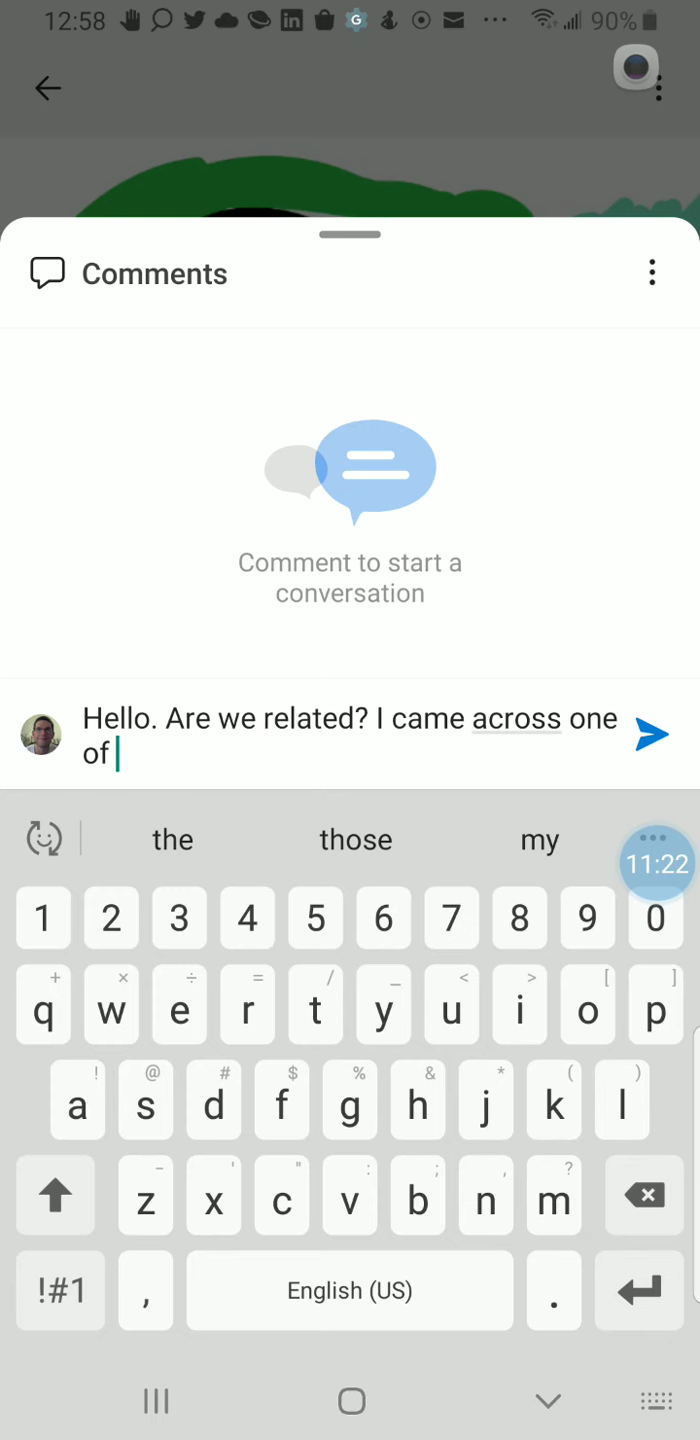 12:58 90%
Comments
Comment to start a
conversation
Hello. Are we related? I came across one
of
the those my
11:22
1 2 3 4 5 6 7 8 9 0
+ × ÷ = / _ < > [ ]
q w e r t y u i o p
! @ # $ % & * ( )
a s d f g h j k l
- ' " : ; , ?
z x c v b n m
!#1 , English (US) .